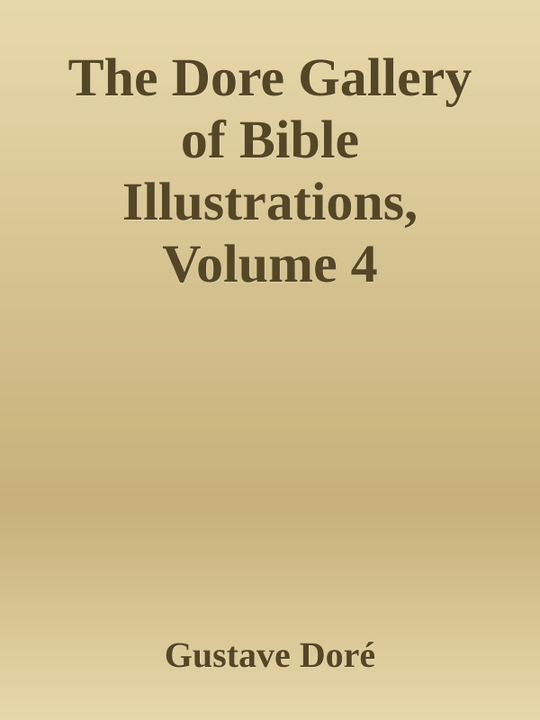 The Dore Gallery
of Bible
Illustrations,
Volume 4
Gustave Doré